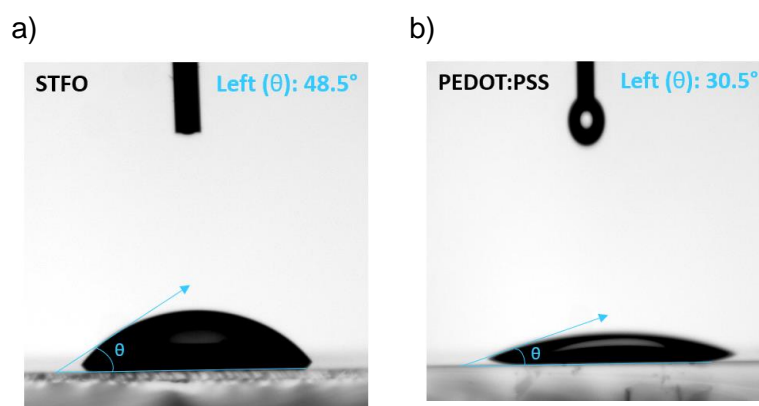 a)
b)
STFO
Left (θ): 48.5°
PEDOT:PSS
Left (θ): 30.5°
θ
θ